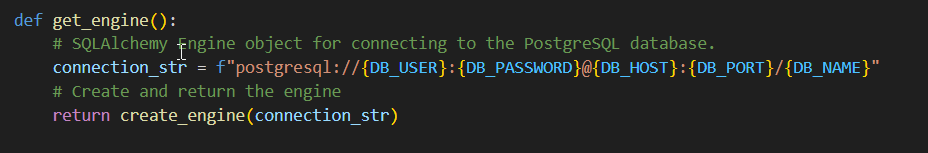 def get_engine():
    # SQLAlchemy Engine object for connecting to the PostgreSQL database.
    connection_str = f"postgresql://{DB_USER}:{DB_PASSWORD}@{DB_HOST}:{DB_PORT}/{DB_NAME}"
    # Create and return the engine
    return create_engine(connection_str)